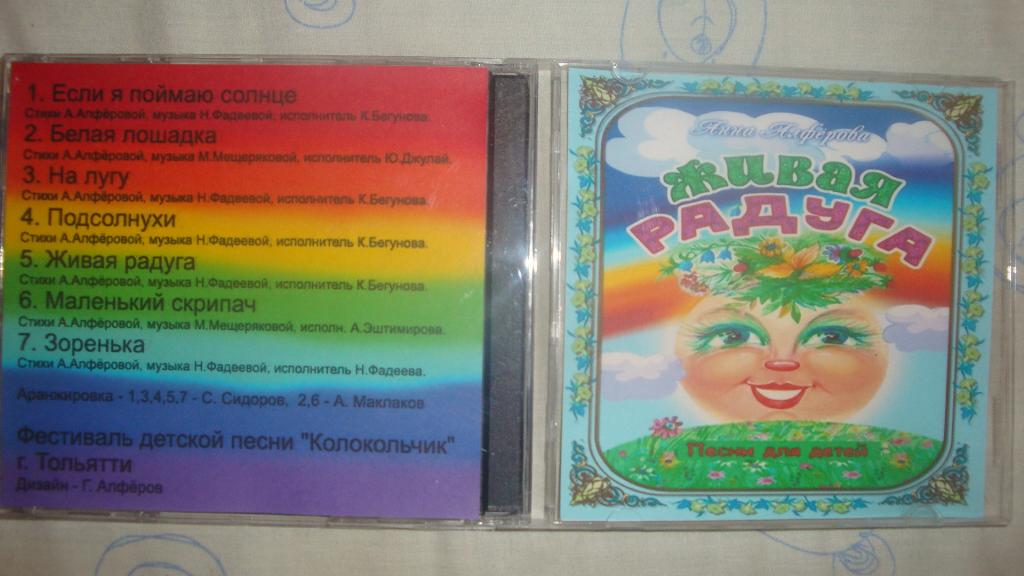 1. Если я поймаю солнце
Стихи А.Алфёровой, музыка Н.Фадеевой, исполнитель К.Бегунова.
2. Белая лошадка
Стихи А.Алфёровой, музыка М.Мещеряковой, исполнитель Ю.Джулай.
3. На лугу
Стихи А.Алфёровой, музыка Н.Фадеевой, исполнитель К.Бегунова.
4. Подсолнухи
Стихи А.Алфёровой, музыка Н.Фадеевой, исполнитель К.Бегунова.
5. Живая радуга
Стихи А.Алфёровой, музыка Н.Фадеевой, исполнитель К.Бегунова.
6. Маленький скрипач
Стихи А.Алфёровой, музыка М.Мещеряковой, исполн. А.Эштимирова.
7. Зоренька
Стихи А.Алфёровой, музыка Н.Фадеевой, исполнитель Н.Фадеева.
Аранжировка - 1,3,4,5,7 - С. Сидоров, 2,6 - А. Маклаков
Фестиваль детской песни "Колокольчик"
г. Тольятти
Дизайн - Г. Алфёров
Анна Алфёрова
ЖИВАЯ
РАДУГА
Песни для детей